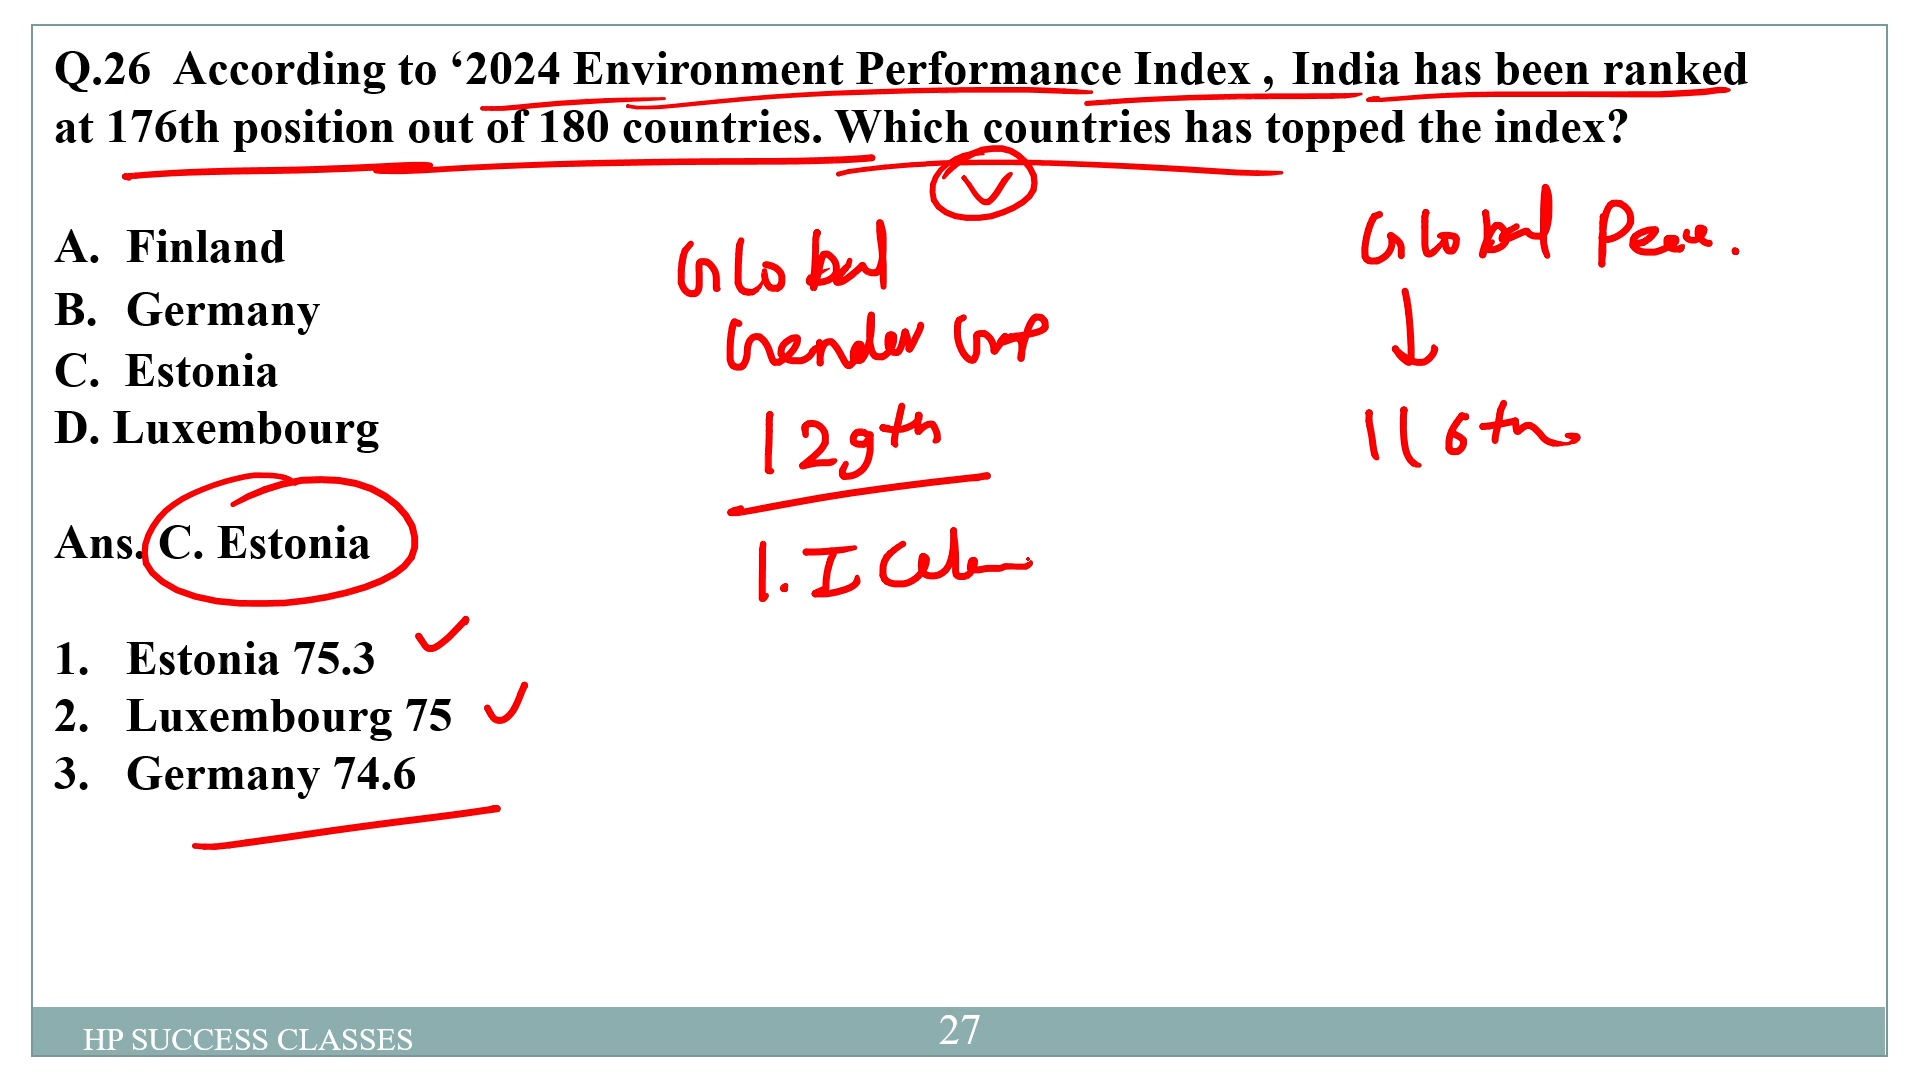 Q.26 According to ‘2024 Environment Performance Index , India has been ranked
at 176th position out of 180 countries. Which countries has topped the index?
A. Finland
B. Germany
C. Estonia
D. Luxembourg
Ans. C. Estonia
1. Estonia 75.3
2. Luxembourg 75
3. Germany 74.6
Global
Gender Gap
129th
1.
Global Peace.
116th
HP SUCCESS CLASSES
27